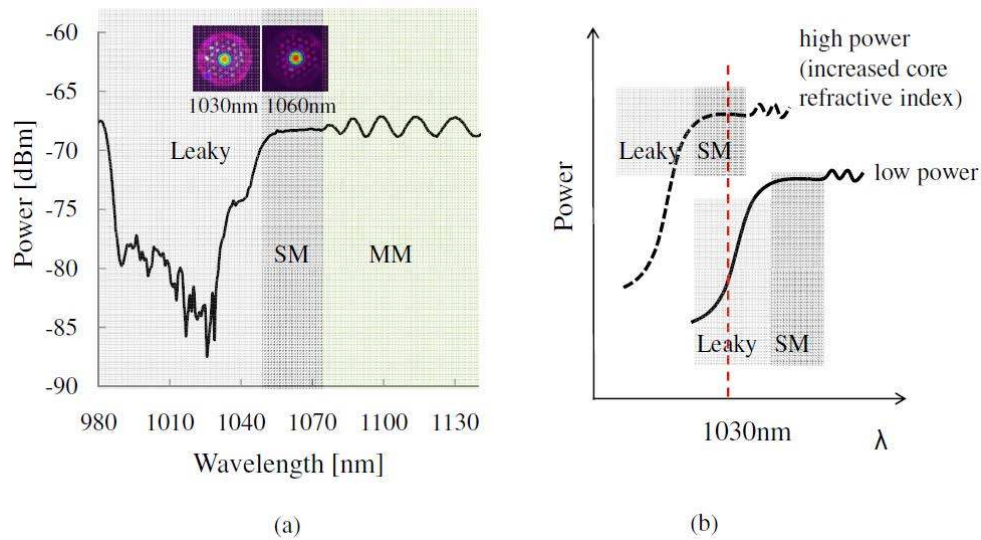 -60
-65
-70
-75
-80
-85
-90
Power [dBm]
1030nm 1060nm
Leaky
SM
MM
980 1010 1040 1070 1100 1130
Wavelength [nm]
(a)
Power
high power
(increased core
refractive index)
Leaky SM
low power
Leaky SM
1030nm
λ
(b)